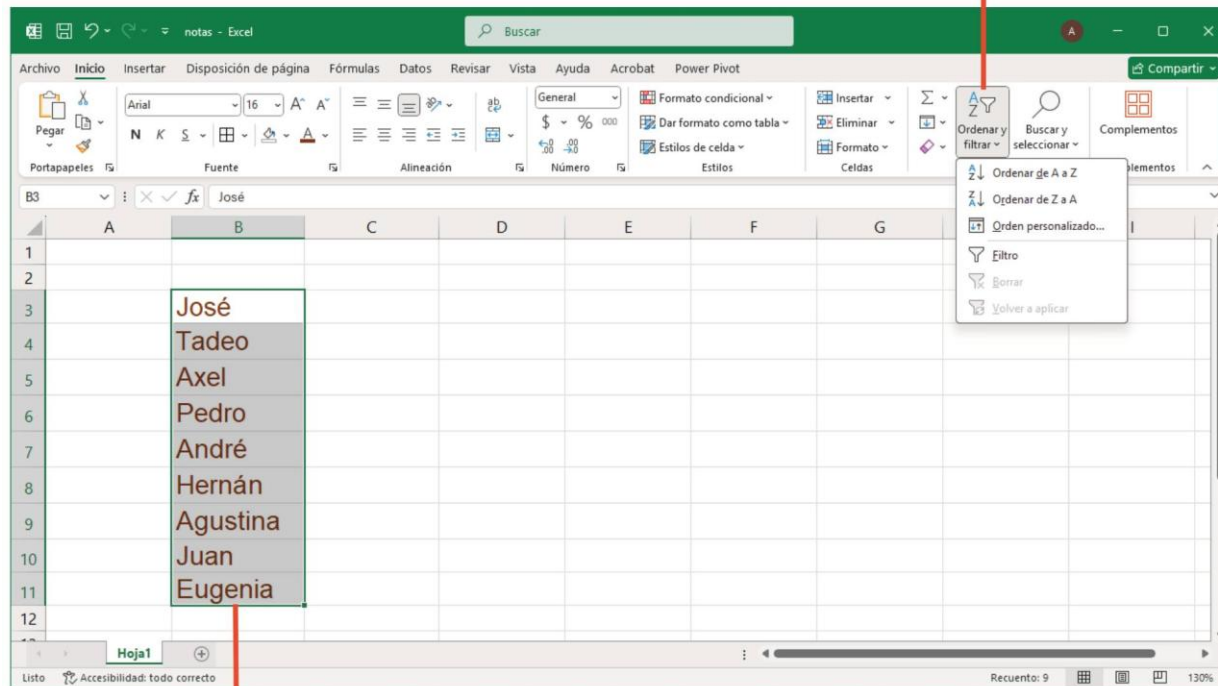 notas - Excel
Buscar
A
Archivo Inicio Insertar Disposición de página Fórmulas Datos Revisar Vista Ayuda Acrobat Power Pivot
Compartir
Pegar
Portapapeles
Arial 16 A A
N K S A
Fuente
ab
Alineación
General
$ % 000
Número
Formato condicional
Dar formato como tabla
Estilos de celda
Estilos
Insertar
Eliminar
Formato
Celdas
Σ
Ordenar y filtrar
Buscar y seleccionar
Complementos
plementos
Ordenar de A a Z
Ordenar de Z a A
Orden personalizado...
Filtro
Borrar
Volver a aplicar
B3 fx José
A B C D E F G I
1
2
3 José
4 Tadeo
5 Axel
6 Pedro
7 André
8 Hernán
9 Agustina
10 Juan
11 Eugenia
12
Hoja1
Listo Accesibilidad: todo correcto Recuento: 9 130%